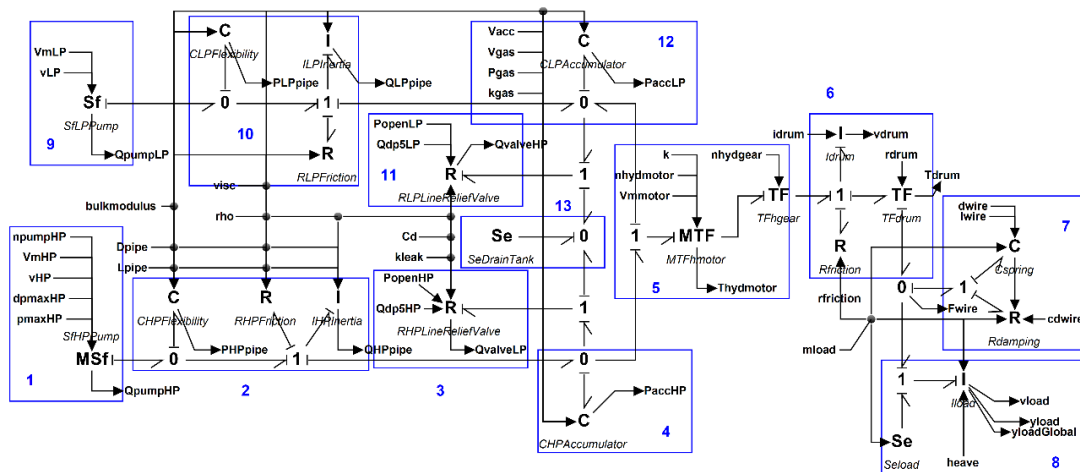 Vacc
Vgas
Pgas
kgas
C
CLPAccumulator
PaccLP
0
12
VmLP
vLP
Sf
SfLPPump
QpumpLP
9
C
CLPFlexibility
PLPpipe
0
I
ILPInertia
QLPpipe
1
R
RLPFriction
10
PopenLP
Qdp5LP
QvalveHP
R
RLPLineReliefValve
11
1
13
Se
SeDrainTank
0
visc
bulkmodulus
rho
Dpipe
Lpipe
Cd
kleak
npumpHP
VmHP
vHP
dpmaxHP
pmaxHP
SfHPPump
MSf
QpumpHP
1
C
CHPFlexibility
PHPpipe
0
R
RHPFriction
I
IHPInertia
QHPpipe
1
2
PopenHP
Qdp5HP
R
RHPLineReliefValve
QvalveLP
3
1
0
PaccHP
C
CHPAccumulator
4
1
k
nhydmotor
Vmmotor
nhydgear
MTF
MTFhmotor
TF
TFhgear
Thydmotor
5
6
idrum
I
vdrum
Idrum
rdrum
Tdrum
1
TF
TFdrum
R
Rfriction
rfriction
mload
0
Fwire
dwire
lwire
7
C
Cspring
1
R
Rdamping
cdwire
1
I
Iload
vload
yload
yloadGlobal
Se
Seload
heave
8